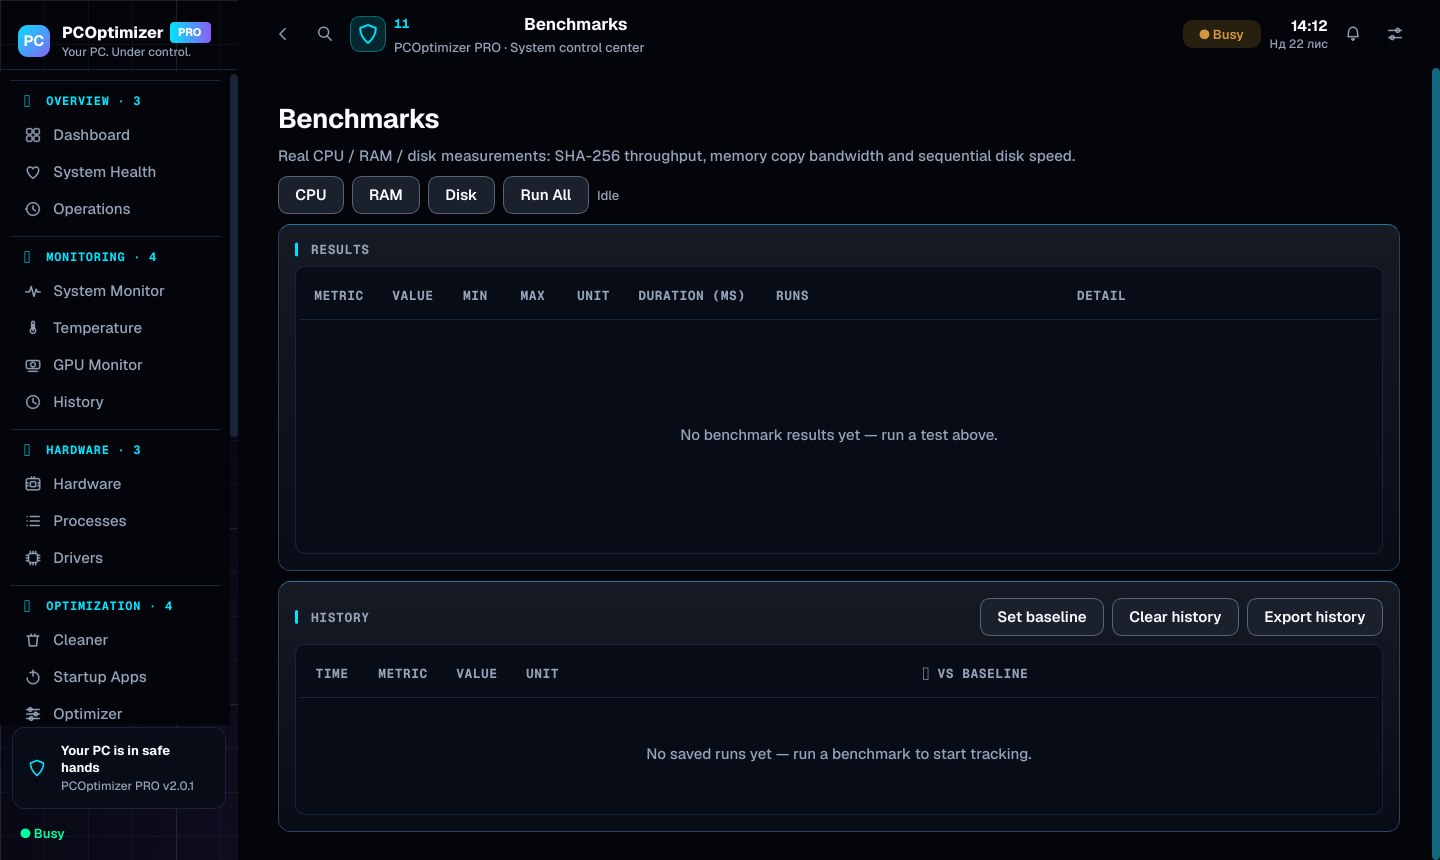 PC
PCOptimizer PRO
Your PC. Under control.
OVERVIEW · 3
Dashboard
System Health
Operations
MONITORING · 4
System Monitor
Temperature
GPU Monitor
History
HARDWARE · 3
Hardware
Processes
Drivers
OPTIMIZATION · 4
Cleaner
Startup Apps
Optimizer
Your PC is in safe
hands
PCOptimizer PRO v2.0.1
Busy
11
Benchmarks
PCOptimizer PRO · System control center
Busy
14:12
Нд 22 лис
Benchmarks
Real CPU / RAM / disk measurements: SHA-256 throughput, memory copy bandwidth and sequential disk speed.
CPU RAM Disk Run All Idle
RESULTS
METRIC VALUE MIN MAX UNIT DURATION (MS) RUNS DETAIL
No benchmark results yet — run a test above.
HISTORY
Set baseline Clear history Export history
TIME METRIC VALUE UNIT VS BASELINE
No saved runs yet — run a benchmark to start tracking.